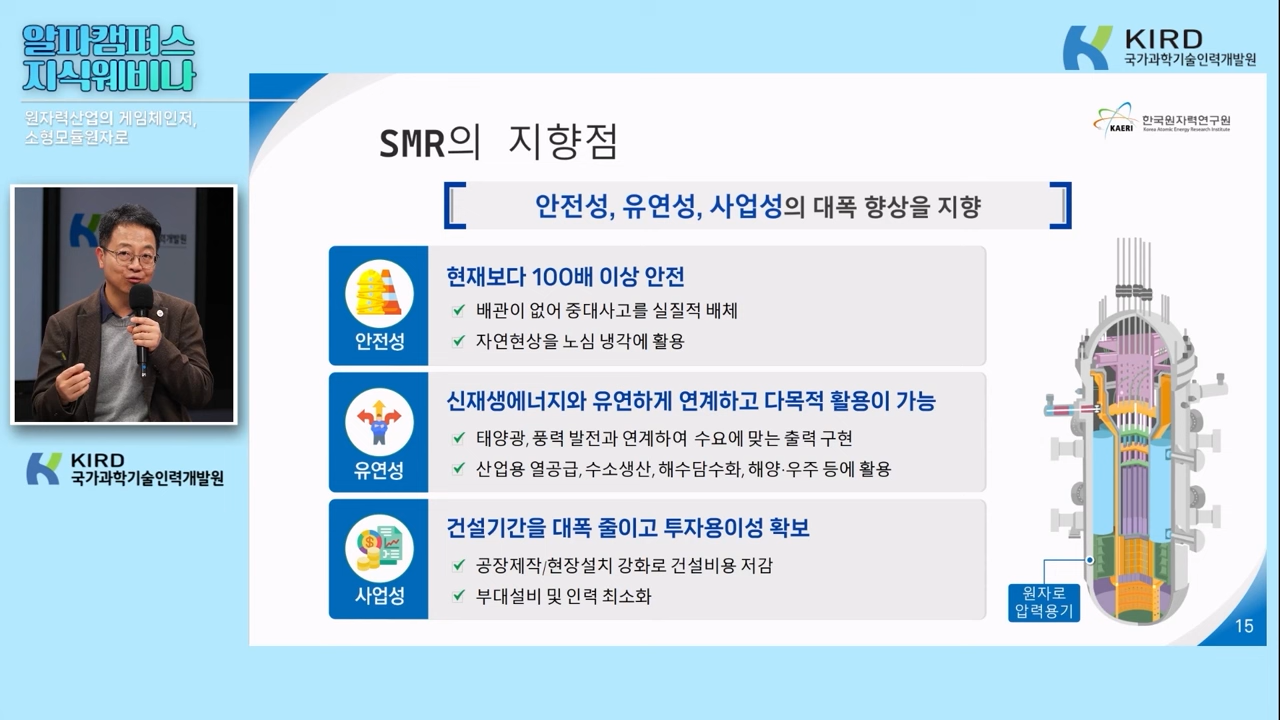 알파캠퍼스
지식웨비나
원자력산업의 게임체인저,
소형모듈원자로
KIRD
국가과학기술인력개발원
KAERI
한국원자력연구원
Korea Atomic Energy Research Institute
SMR의 지향점
안전성, 유연성, 사업성의 대폭 향상을 지향
안전성
현재보다 100배 이상 안전
✓ 배관이 없어 중대사고를 실질적 배체
✓ 자연현상을 노심 냉각에 활용
유연성
신재생에너지와 유연하게 연계하고 다목적 활용이 가능
✓ 태양광, 풍력 발전과 연계하여 수요에 맞는 출력 구현
✓ 산업용 열공급, 수소생산, 해수담수화, 해양·우주 등에 활용
사업성
건설기간을 대폭 줄이고 투자용이성 확보
✓ 공장제작/현장설치 강화로 건설비용 저감
✓ 부대설비 및 인력 최소화
원자로
압력용기
15
KIRD
국가과학기술인력개발원